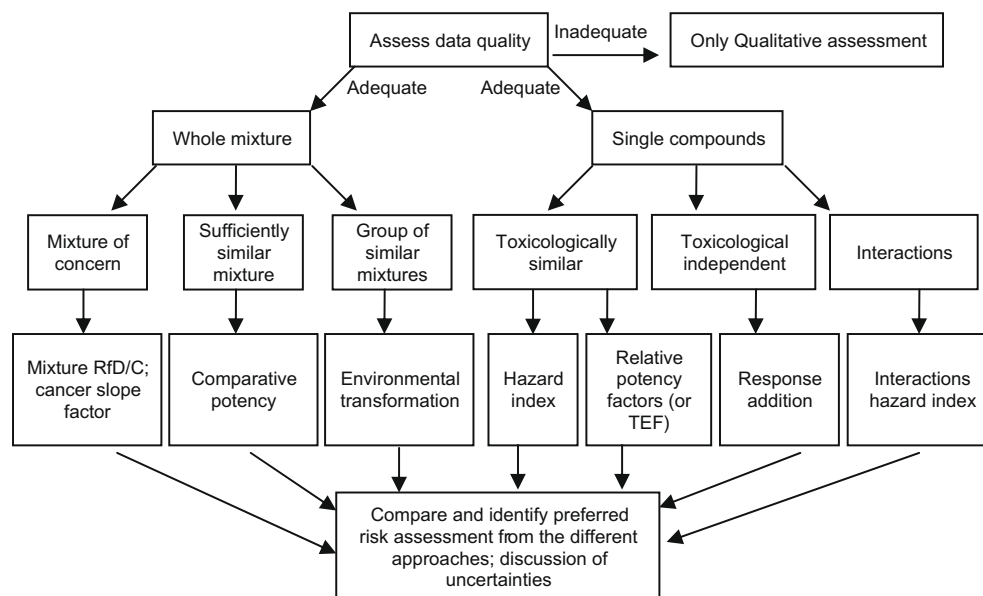 Assess data quality
Inadequate
Only Qualitative assessment
Adequate
Adequate
Whole mixture
Single compounds
Mixture of
concern
Sufficiently
similar
mixture
Group of
similar
mixtures
Toxicologically
similar
Toxicological
independent
Interactions
Mixture RfD/C;
cancer slope
factor
Comparative
potency
Environmental
transformation
Hazard
index
Relative
potency
factors (or
TEF)
Response
addition
Interactions
hazard index
Compare and identify preferred
risk assessment from the different
approaches; discussion of
uncertainties